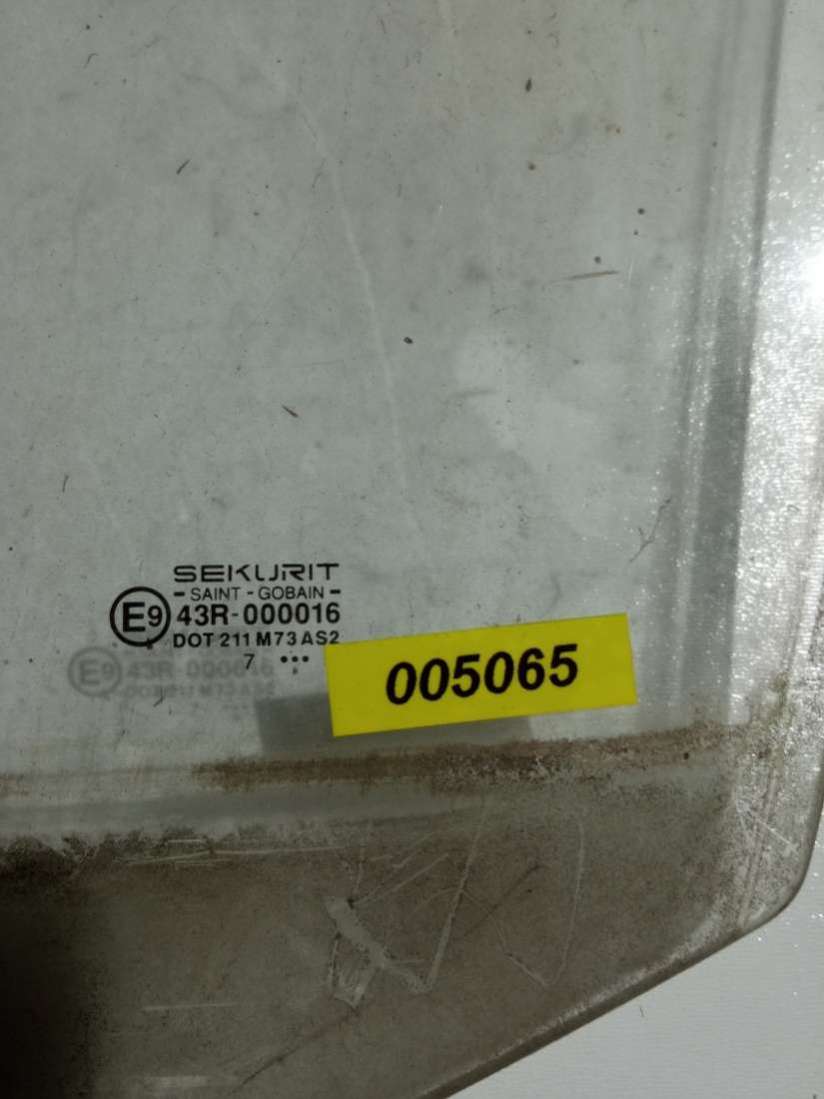 SEKURIT
- SAINT - GOBAIN -
E9 43R-000016
DOT 211 M73 AS2
7 •••
005065